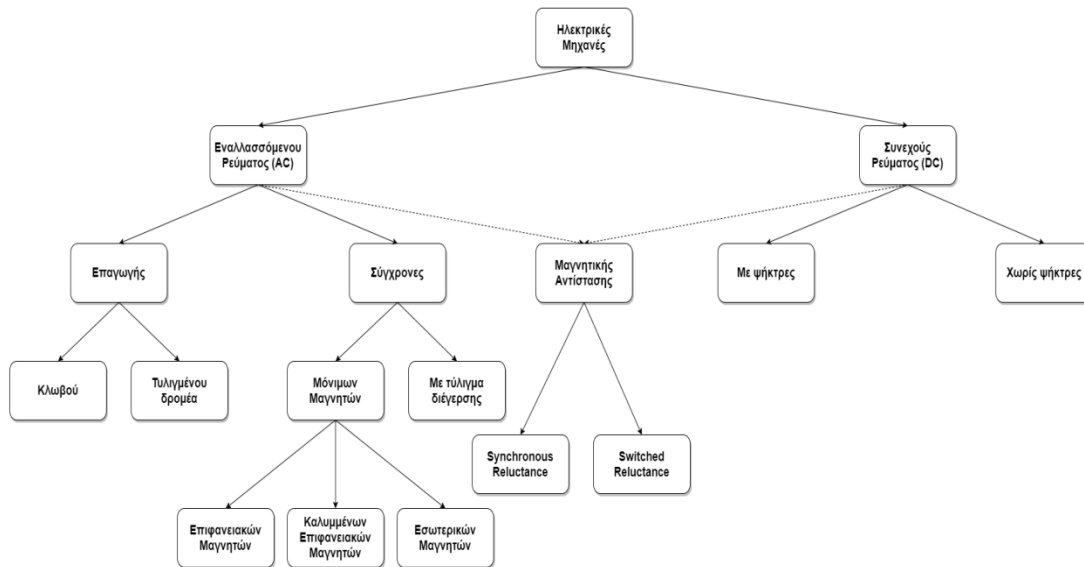 Ηλεκτρικές
Μηχανές
Εναλλασσόμενου
Ρεύματος (AC)
Συνεχούς
Ρεύματος (DC)
Επαγωγής
Σύγχρονες
Μαγνητικής
Αντίστασης
Με ψήκτρες
Χωρίς ψήκτρες
Κλωβού
Τυλιγμένου
δρομέα
Μόνιμων
Μαγνητών
Με τύλιγμα
διέγερσης
Synchronous
Reluctance
Switched
Reluctance
Επιφανειακών
Μαγνητών
Καλυμμένων
Επιφανειακών
Μαγνητών
Εσωτερικών
Μαγνητών